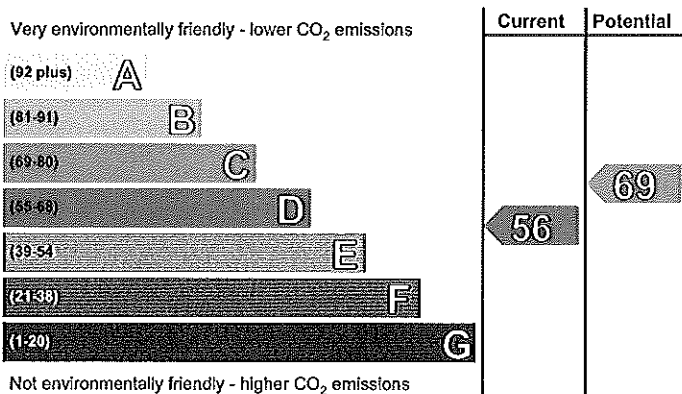 Current Potential
Very environmentally friendly - lower CO₂ emissions
(92 plus) A
(81-91) B
(69-80) C
69
(55-68) D
56
(39-54 E
(21-38) F
(1-20) G
Not environmentally friendly - higher CO₂ emissions